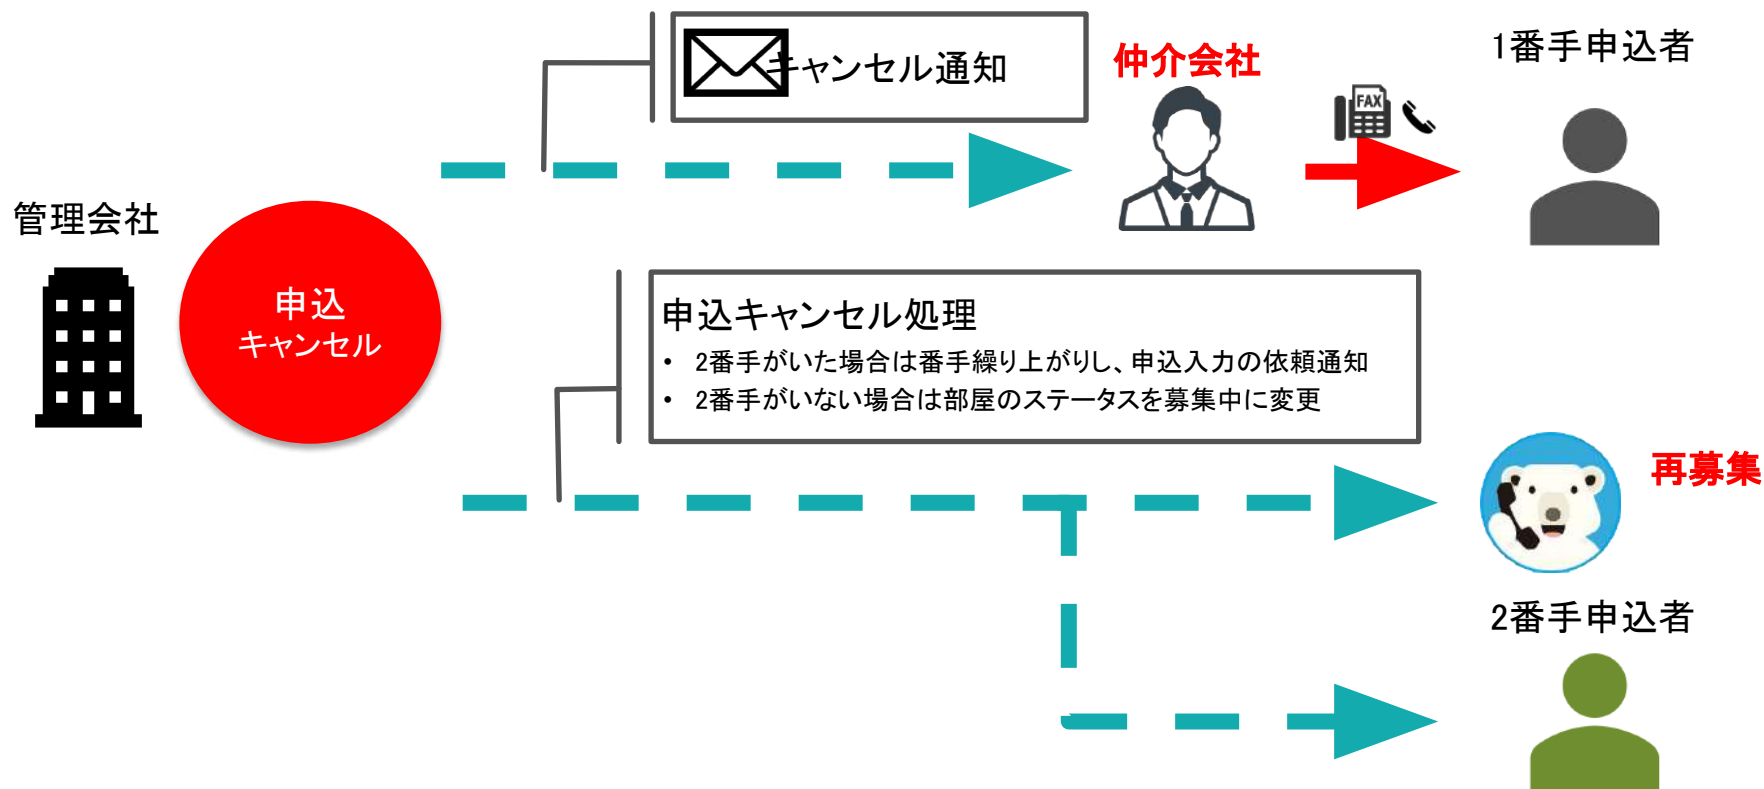 キャンセル通知
仲介会社
1番手申込者
FAX
管理会社
申込
キャンセル
申込キャンセル処理
• 2番手がいた場合は番手繰り上がりし、申込入力の依頼通知
• 2番手がいない場合は部屋のステータスを募集中に変更
再募集
2番手申込者